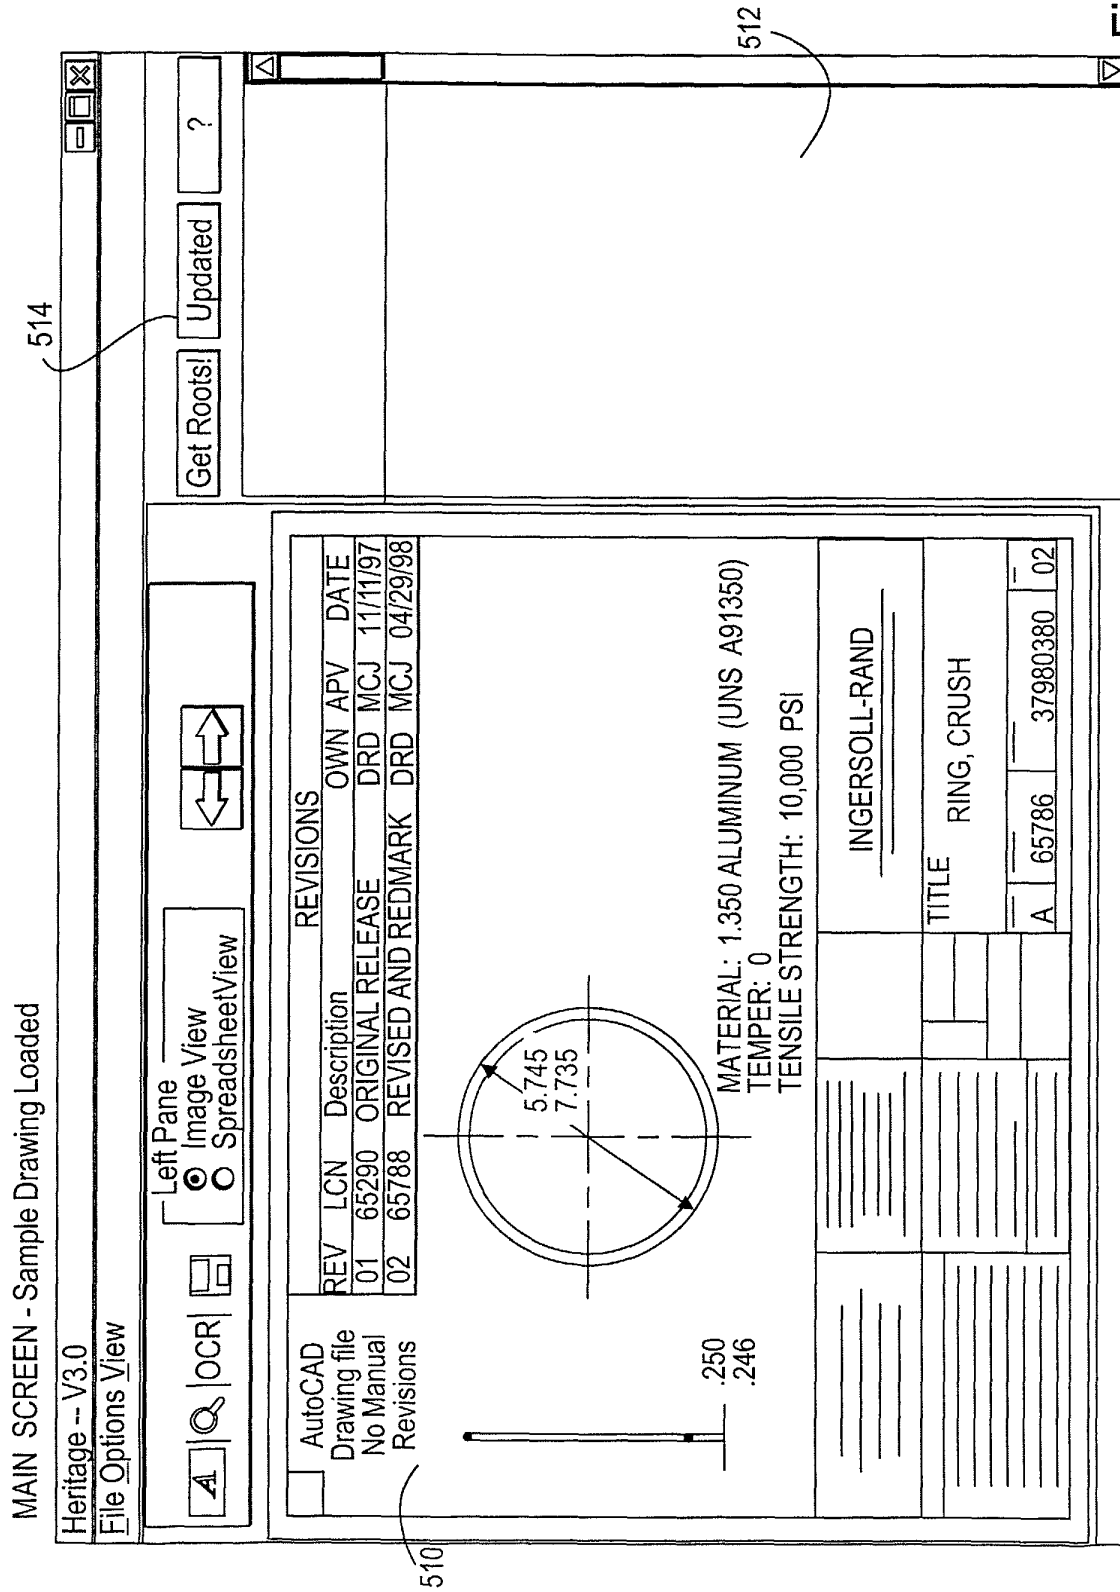 MAIN SCREEN - Sample Drawing Loaded
514
Heritage -- V3.0
File Options View
A OCR
Left Pane
Image View
SpreadsheetView
Get Roots! Updated ?
510
512
AutoCAD
Drawing file
No Manual
Revisions
REVISIONS
REV LCN Description OWN APV DATE
01 65290 ORIGINAL RELEASE DRD MCJ 11/11/97
02 65788 REVISED AND REDMARK DRD MCJ 04/29/98
5.745
7.735
.250
.246
MATERIAL: 1.350 ALUMINUM (UNS A91350)
TEMPER: 0
TENSILE STRENGTH: 10,000 PSI
INGERSOLL-RAND
TITLE
RING, CRUSH
A 65786 37980380 02